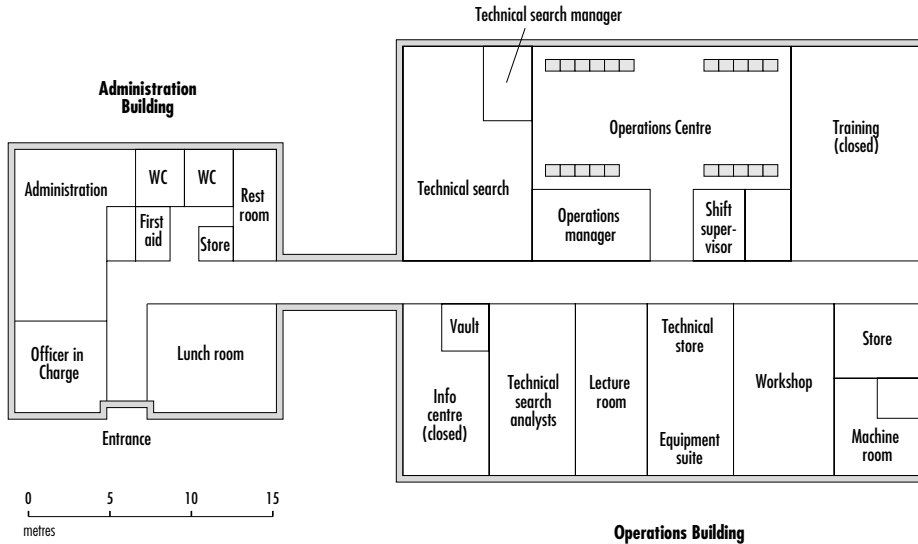 Technical search manager
Administration
Building
Operations Centre
Training
(closed)
Administration
WC
WC
Rest
room
Technical search
First
aid
Store
Operations
manager
Shift
super-
visor
Officer in
Charge
Lunch room
Vault
Technical
store
Store
Info
centre
(closed)
Technical
search
analysts
Lecture
room
Workshop
Equipment
suite
Machine
room
Entrance
0 5 10 15
metres
Operations Building